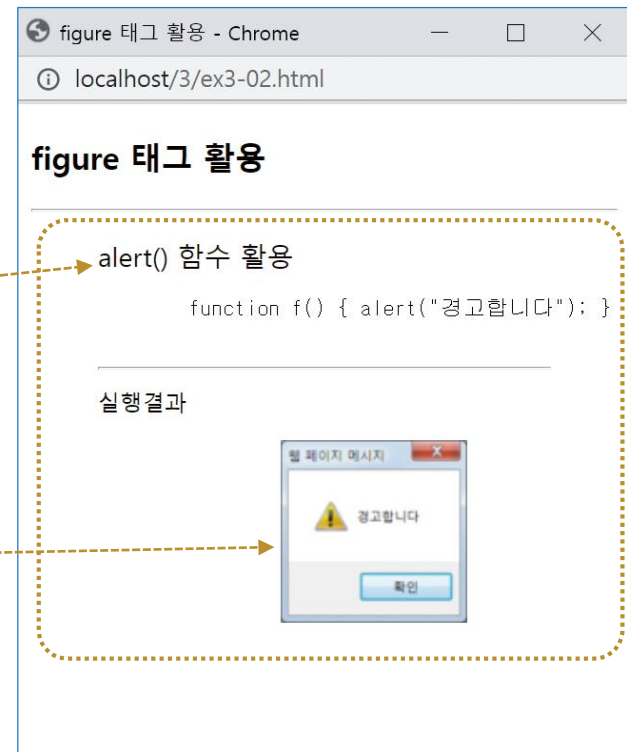 figure 태그 활용 - Chrome
localhost/3/ex3-02.html
figure 태그 활용
alert() 함수 활용
function f() { alert("경고합니다"); }
실행결과
웹 페이지 메시지
경고합니다
확인